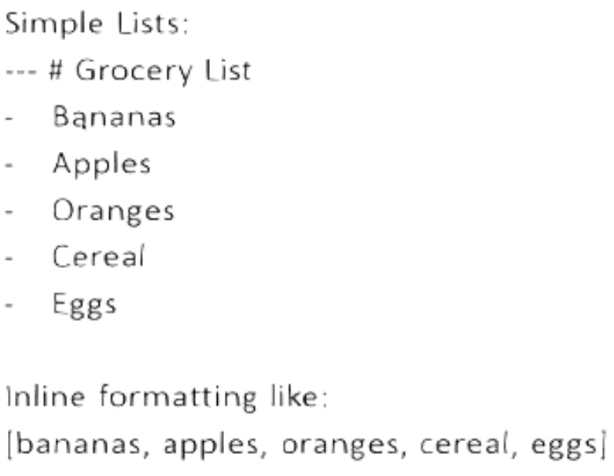 Simple Lists:
--- # Grocery List
- Bananas
- Apples
- Oranges
- Cereal
- Eggs
Inline formatting like:
[bananas, apples, oranges, cereal, eggs]